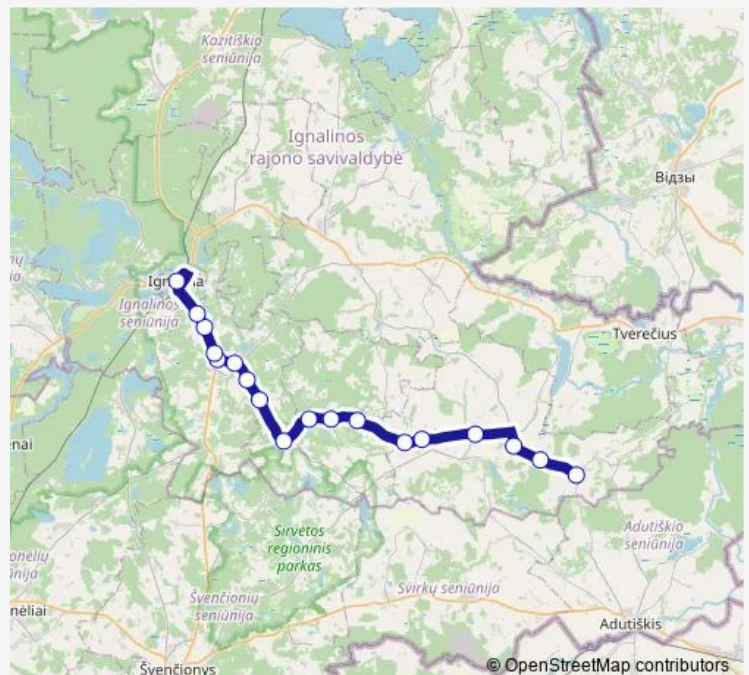 Kazitiškio
seniūnija
Ignalinos
rajono savivaldybė
Відзы
Ignalinos
seniūnija
Tverečius
Sirvėtos
regioninis
parkas
Adutiškio
seniūnija
Švenčionių
seniūnija
Svirkų seniūnija
Adutiškis
Švenčionys
© OpenStreetMap contributors